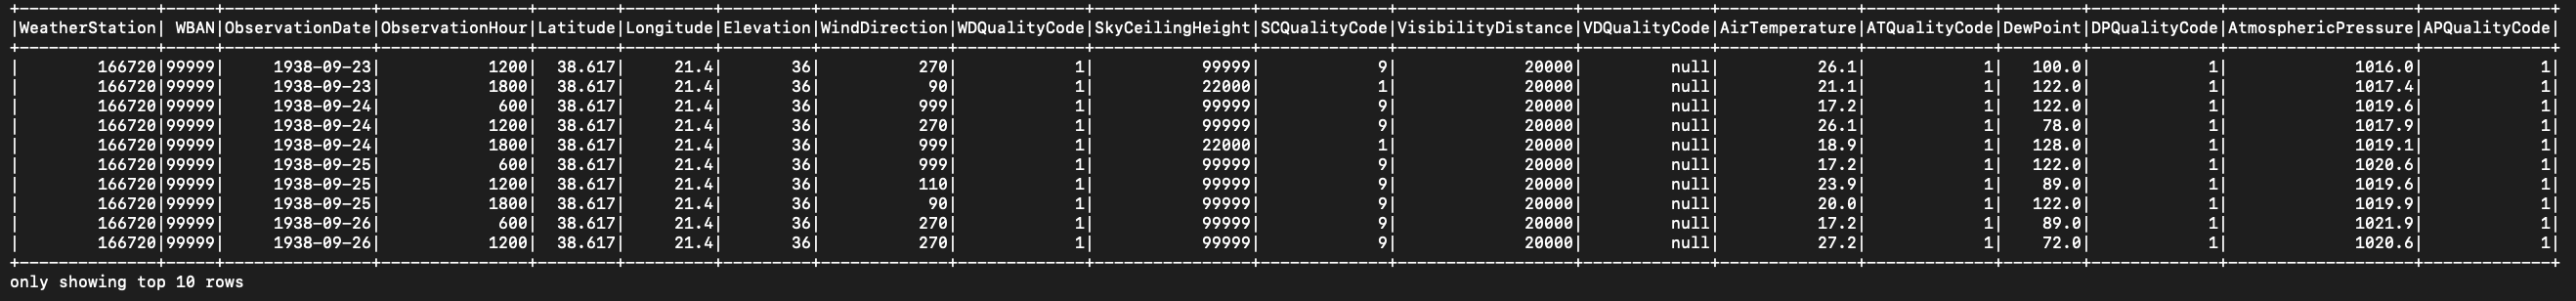 |WeatherStation| WBAN|ObservationDate|ObservationHour|Latitude|Longitude|Elevation|WindDirection|WDQualityCode|SkyCeilingHeight|SCQualityCode|VisibilityDistance|VDQualityCode|AirTemperature|ATQualityCode|DewPoint|DPQualityCode|AtmosphericPressure|APQualityCode|
| 166720|99999| 1938-09-23| 1200| 38.617| 21.4| 36| 270| 1| 99999| 9| 20000| null| 26.1| 1| 100.0| 1| 1016.0| 1|
| 166720|99999| 1938-09-23| 1800| 38.617| 21.4| 36| 90| 1| 22000| 1| 20000| null| 21.1| 1| 122.0| 1| 1017.4| 1|
| 166720|99999| 1938-09-24| 600| 38.617| 21.4| 36| 999| 1| 99999| 9| 20000| null| 17.2| 1| 122.0| 1| 1019.6| 1|
| 166720|99999| 1938-09-24| 1200| 38.617| 21.4| 36| 270| 1| 99999| 9| 20000| null| 26.1| 1| 78.0| 1| 1017.9| 1|
| 166720|99999| 1938-09-24| 1800| 38.617| 21.4| 36| 999| 1| 22000| 1| 20000| null| 18.9| 1| 128.0| 1| 1019.1| 1|
| 166720|99999| 1938-09-25| 600| 38.617| 21.4| 36| 999| 1| 99999| 9| 20000| null| 17.2| 1| 122.0| 1| 1020.6| 1|
| 166720|99999| 1938-09-25| 1200| 38.617| 21.4| 36| 110| 1| 99999| 9| 20000| null| 23.9| 1| 89.0| 1| 1019.6| 1|
| 166720|99999| 1938-09-25| 1800| 38.617| 21.4| 36| 90| 1| 99999| 9| 20000| null| 20.0| 1| 122.0| 1| 1019.9| 1|
| 166720|99999| 1938-09-26| 600| 38.617| 21.4| 36| 270| 1| 99999| 9| 20000| null| 17.2| 1| 89.0| 1| 1021.9| 1|
| 166720|99999| 1938-09-26| 1200| 38.617| 21.4| 36| 270| 1| 99999| 9| 20000| null| 27.2| 1| 72.0| 1| 1020.6| 1|
only showing top 10 rows